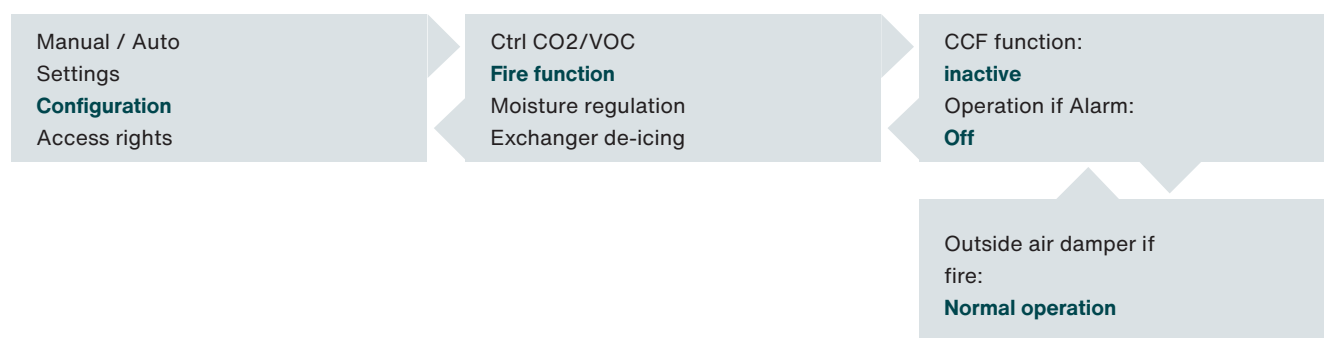 Manual / Auto
Settings
Configuration
Access rights
Ctrl CO2/VOC
Fire function
Moisture regulation
Exchanger de-icing
CCF function:
inactive
Operation if Alarm:
Off
Outside air damper if
fire:
Normal operation